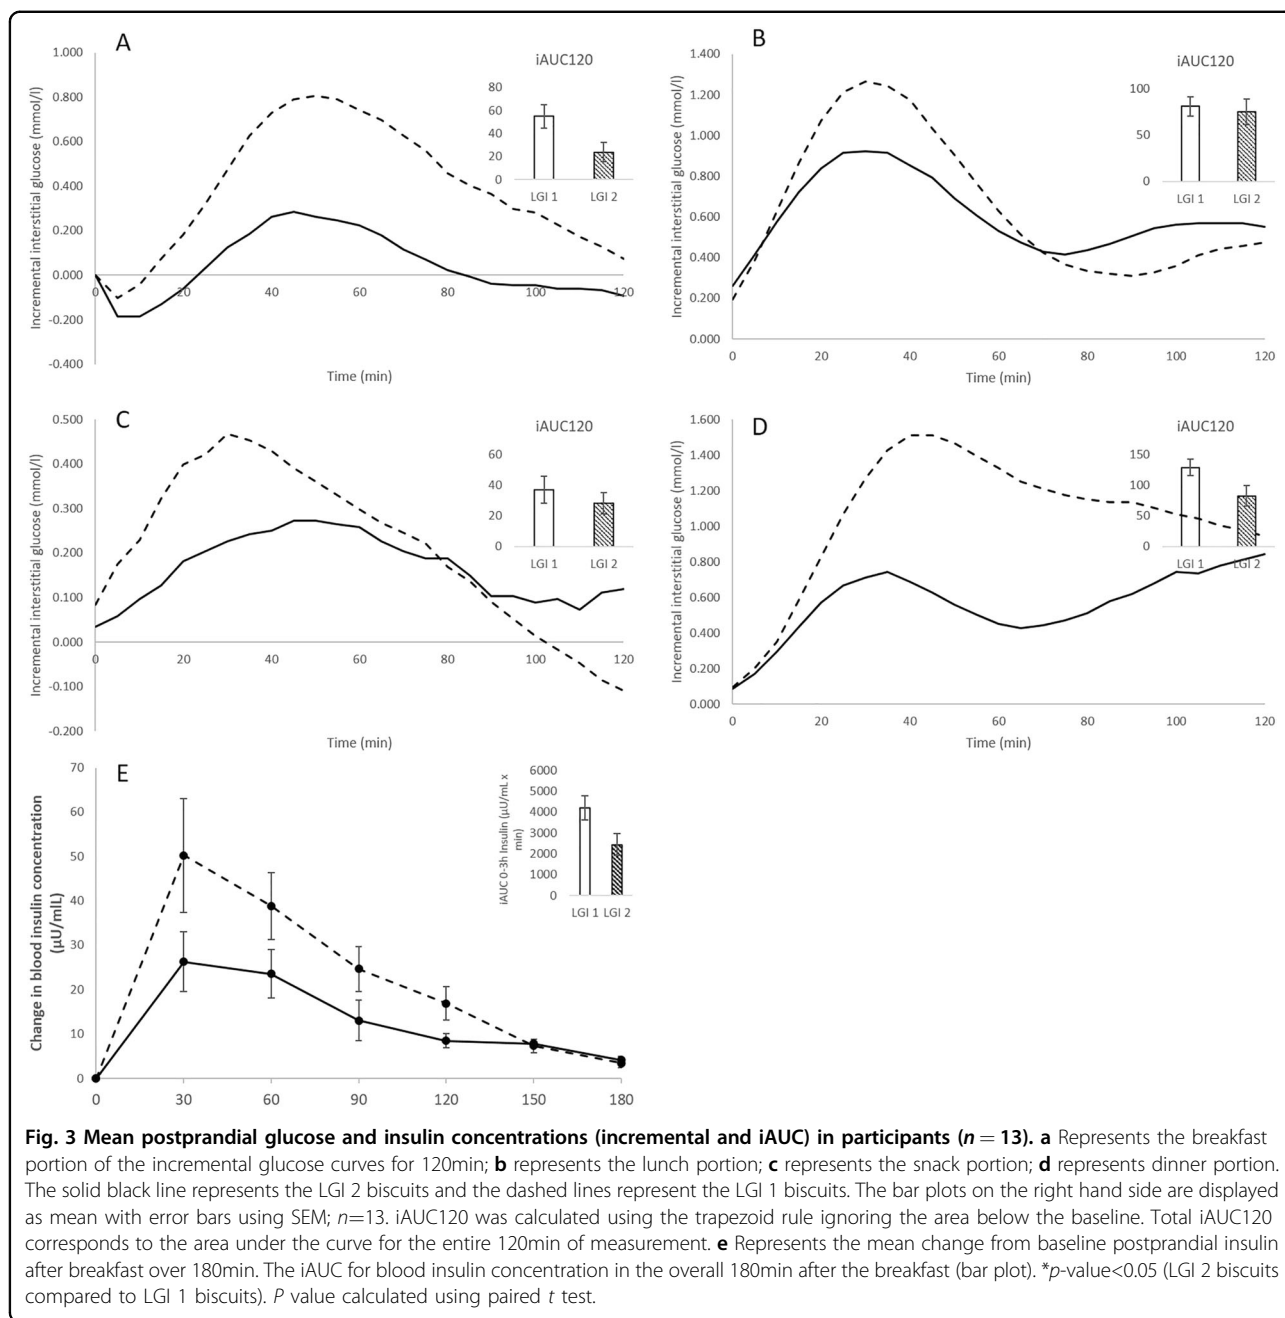 A
iAUC120
Incremental interstitial glucose (mmol/l)
1.000
0.800
0.600
0.400
0.200
0.000
-0.200
-0.400
0 20 40 60 80 100 120
Time (min)
80
60
40
20
0
LGI 1 LGI 2
B
iAUC120
Incremental interstitial glucose (mmol/l)
1.400
1.200
1.000
0.800
0.600
0.400
0.200
0.000
0 20 40 60 80 100 120
Time (min)
100
50
0
LGI 1 LGI 2
C
iAUC120
Incremental interstitial glucose (mmol/l)
0.500
0.400
0.300
0.200
0.100
0.000
-0.100
-0.200
0 20 40 60 80 100 120
Time (min)
60
40
20
0
LGI 1 LGI 2
D
iAUC120
Incremental interstitial glucose (mmol/l)
1.600
1.400
1.200
1.000
0.800
0.600
0.400
0.200
0.000
0 20 40 60 80 100 120
Time (min)
150
100
50
0
LGI 1 LGI 2
E
Change in blood insulin concentration
(µU/mL)
70
60
50
40
30
20
10
0
0 30 60 90 120 150 180
iAUC 0-3h Insulin (µU/mL x
min)
6000
5000
4000
3000
2000
1000
0
LGI 1 LGI 2
Fig. 3 Mean postprandial glucose and insulin concentrations (incremental and iAUC) in participants (n = 13). a Represents the breakfast
portion of the incremental glucose curves for 120min; b represents the lunch portion; c represents the snack portion; d represents dinner portion.
The solid black line represents the LGI 2 biscuits and the dashed lines represent the LGI 1 biscuits. The bar plots on the right hand side are displayed
as mean with error bars using SEM; n=13. iAUC120 was calculated using the trapezoid rule ignoring the area below the baseline. Total iAUC120
corresponds to the area under the curve for the entire 120min of measurement. e Represents the mean change from baseline postprandial insulin
after breakfast over 180min. The iAUC for blood insulin concentration in the overall 180min after the breakfast (bar plot). *p-value<0.05 (LGI 2 biscuits
compared to LGI 1 biscuits). P value calculated using paired t test.